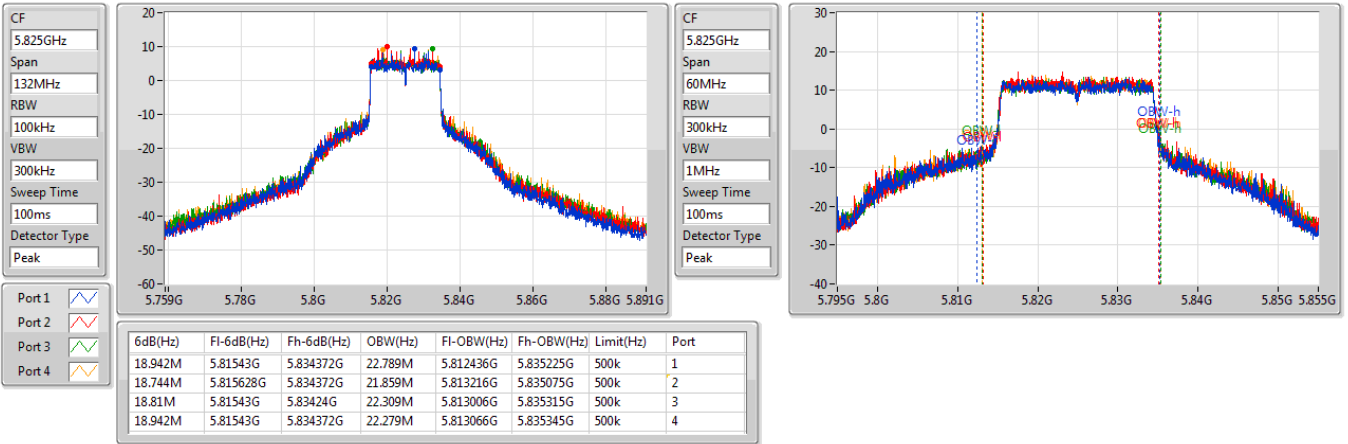 CF
5.825GHz
Span
132MHz
RBW
100kHz
VBW
300kHz
Sweep Time
100ms
Detector Type
Peak
20
10
0
-10
-20
-30
-40
-50
-60
5.759G 5.78G 5.8G 5.82G 5.84G 5.86G 5.88G 5.891G
CF
5.825GHz
Span
60MHz
RBW
300kHz
VBW
1MHz
Sweep Time
100ms
Detector Type
Peak
30
20
10
0
-10
-20
-30
-40
OBW-h
OBW-h
5.795G 5.8G 5.81G 5.82G 5.83G 5.84G 5.85G 5.855G
Port 1
Port 2
Port 3
Port 4
6dB(Hz) Fl-6dB(Hz) Fh-6dB(Hz) OBW(Hz) Fl-OBW(Hz) Fh-OBW(Hz) Limit(Hz) Port
18.942M 5.81543G 5.834372G 22.789M 5.812436G 5.835225G 500k 1
18.744M 5.815628G 5.834372G 21.859M 5.813216G 5.835075G 500k 2
18.81M 5.81543G 5.83424G 22.309M 5.813006G 5.835315G 500k 3
18.942M 5.81543G 5.834372G 22.279M 5.813066G 5.835345G 500k 4